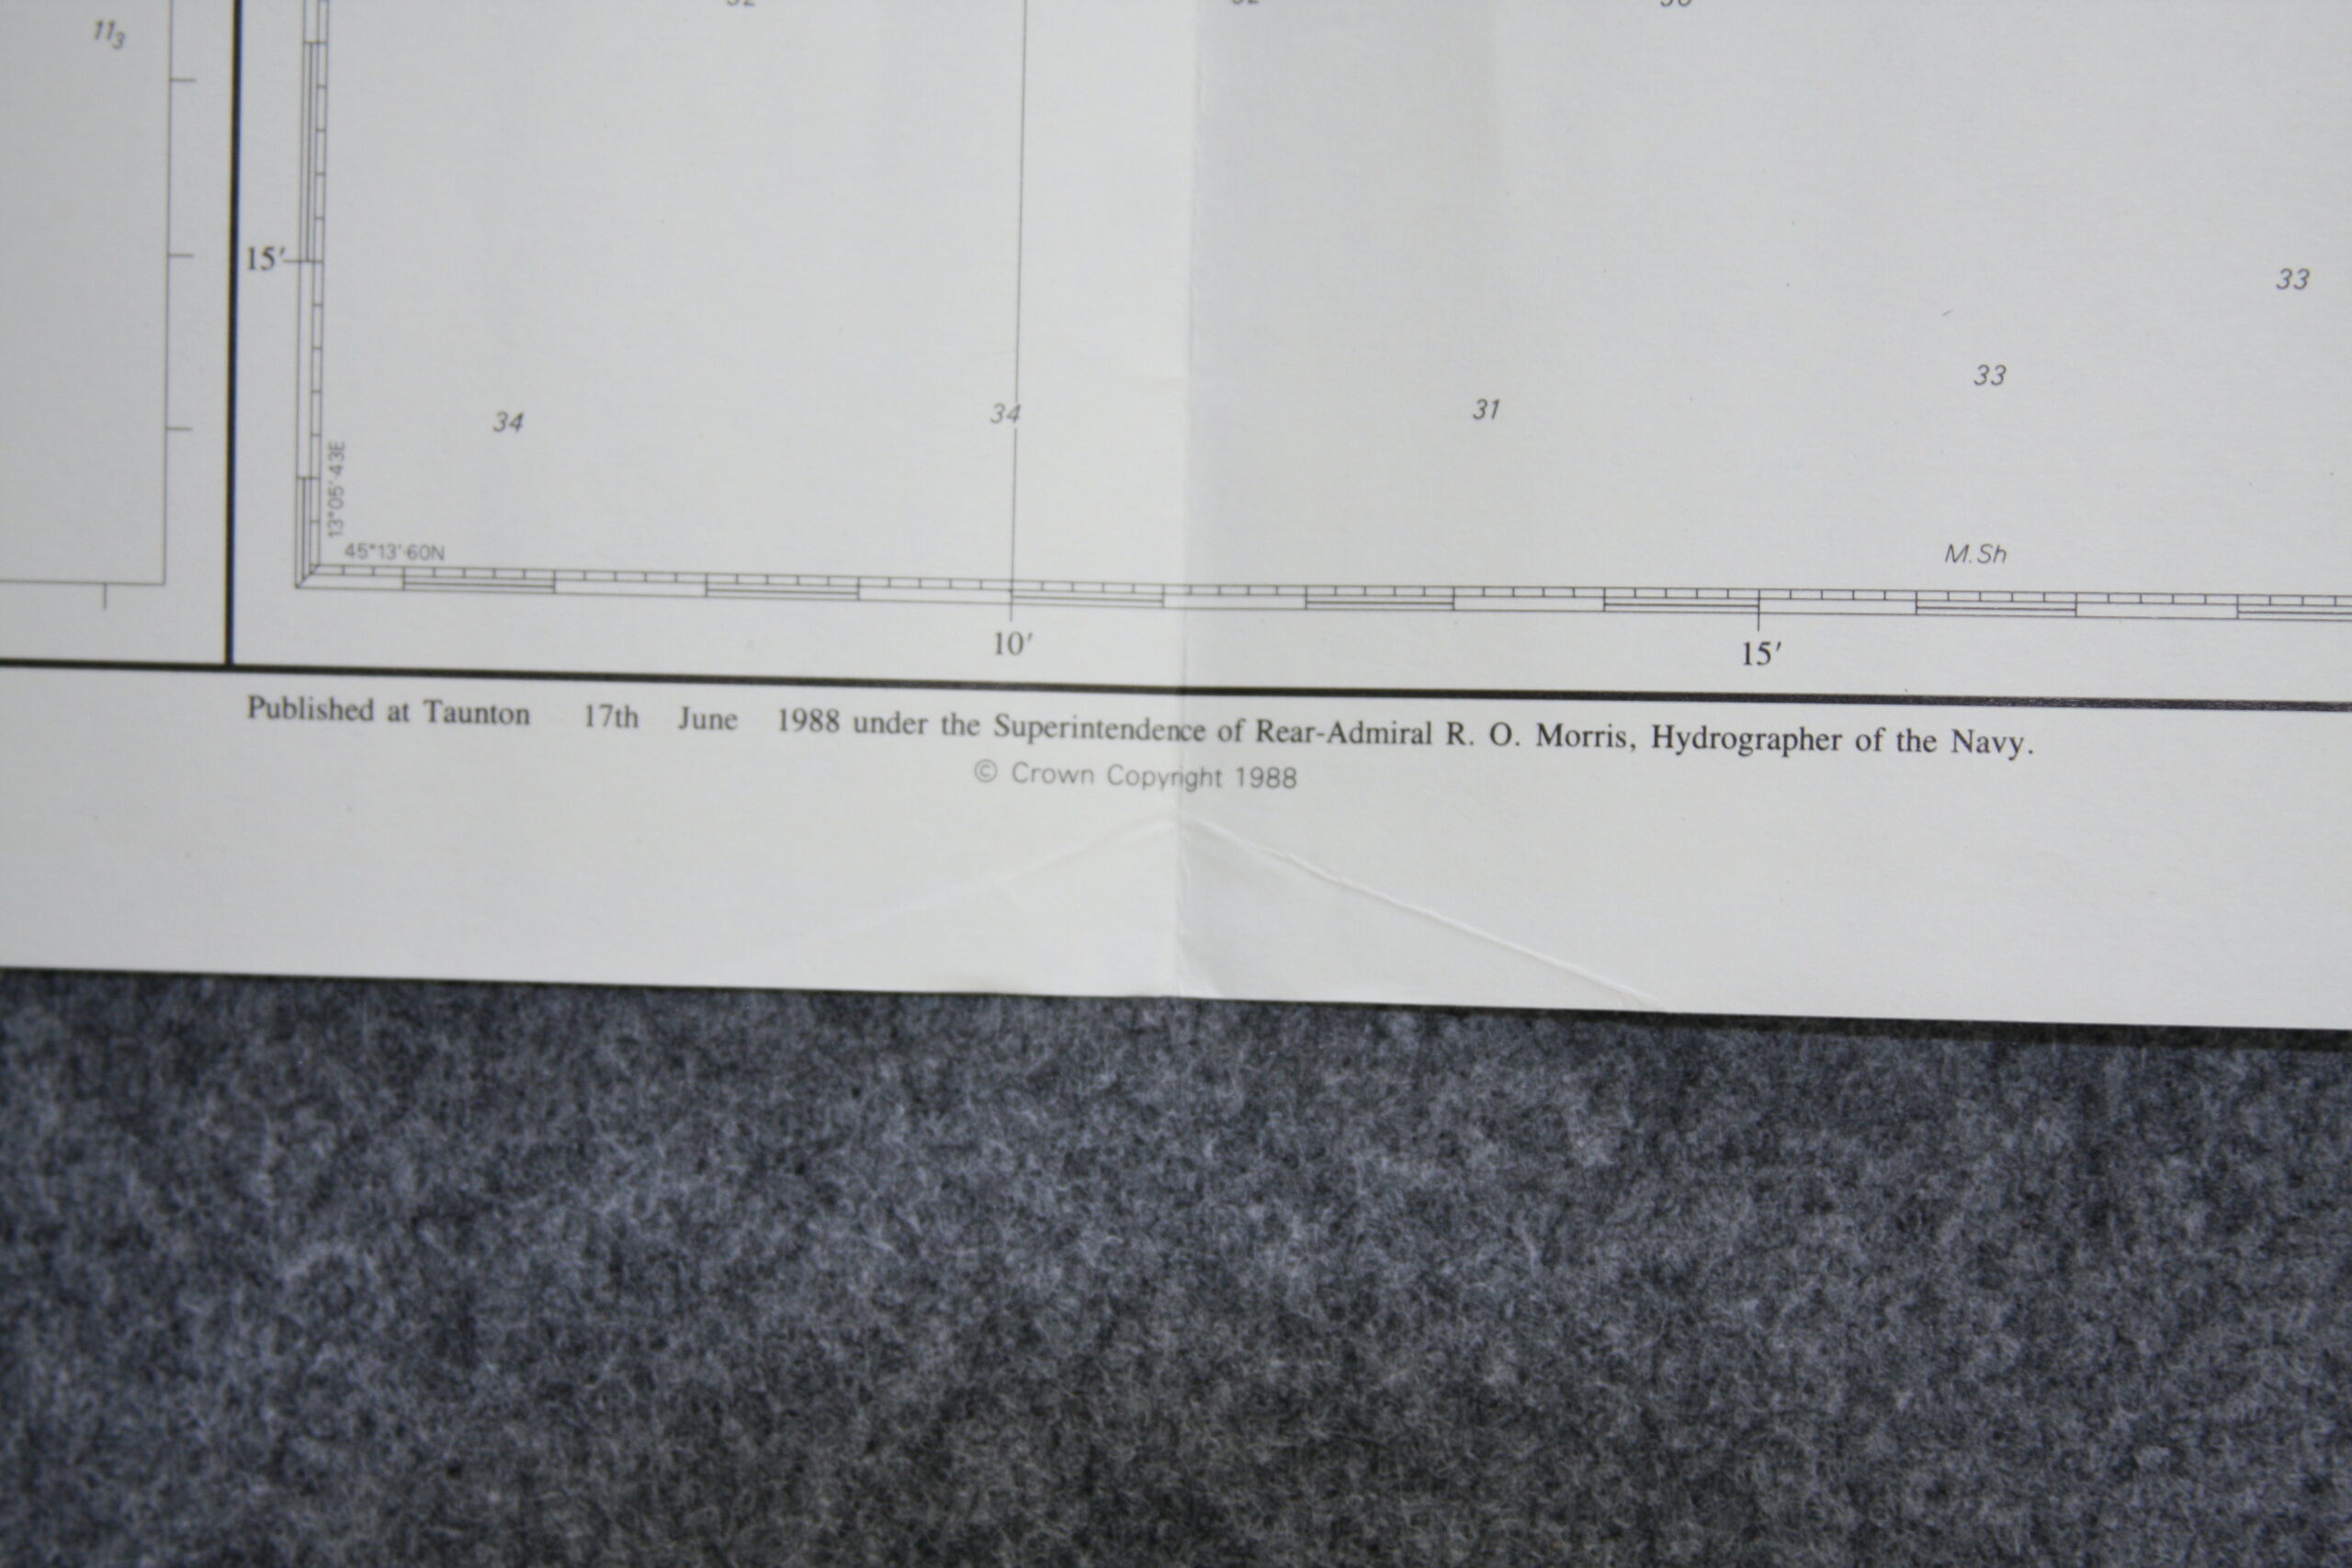 11₃
15′
33
33
34
34
31
13°05′·43E
45°13′·60N
M.Sh
10′
15′
Published at Taunton 17th June 1988 under the Superintendence of Rear-Admiral R. O. Morris, Hydrographer of the Navy.
© Crown Copyright 1988